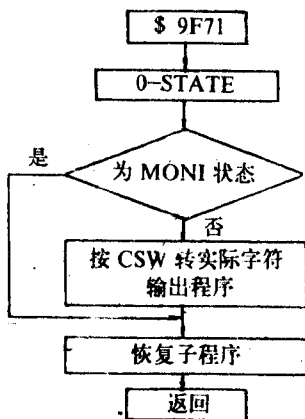 $ 9F71
0-STATE
为 MONI 状态
是
否
按 CSW 转实际字符
输出程序
恢复子程序
返回